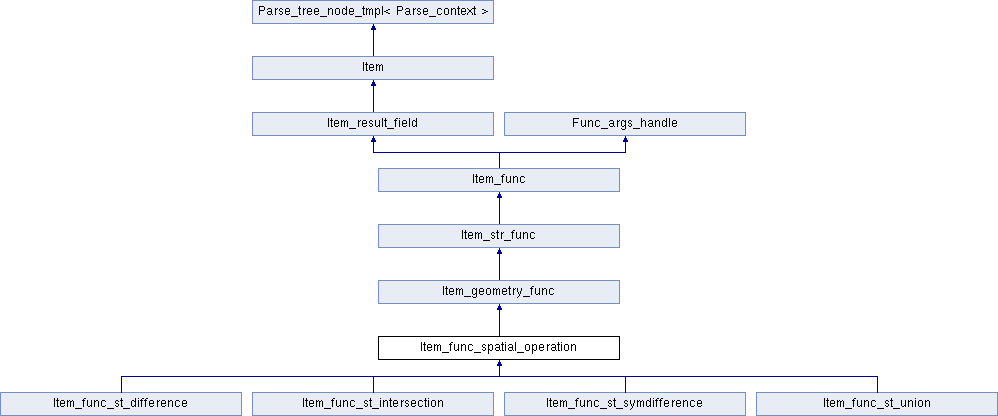 Parse_tree_node_tmpl< Parse_context >
Item
Item_result_field
Func_args_handle
Item_func
Item_str_func
Item_geometry_func
Item_func_spatial_operation
Item_func_st_difference
Item_func_st_intersection
Item_func_st_symdifference
Item_func_st_union